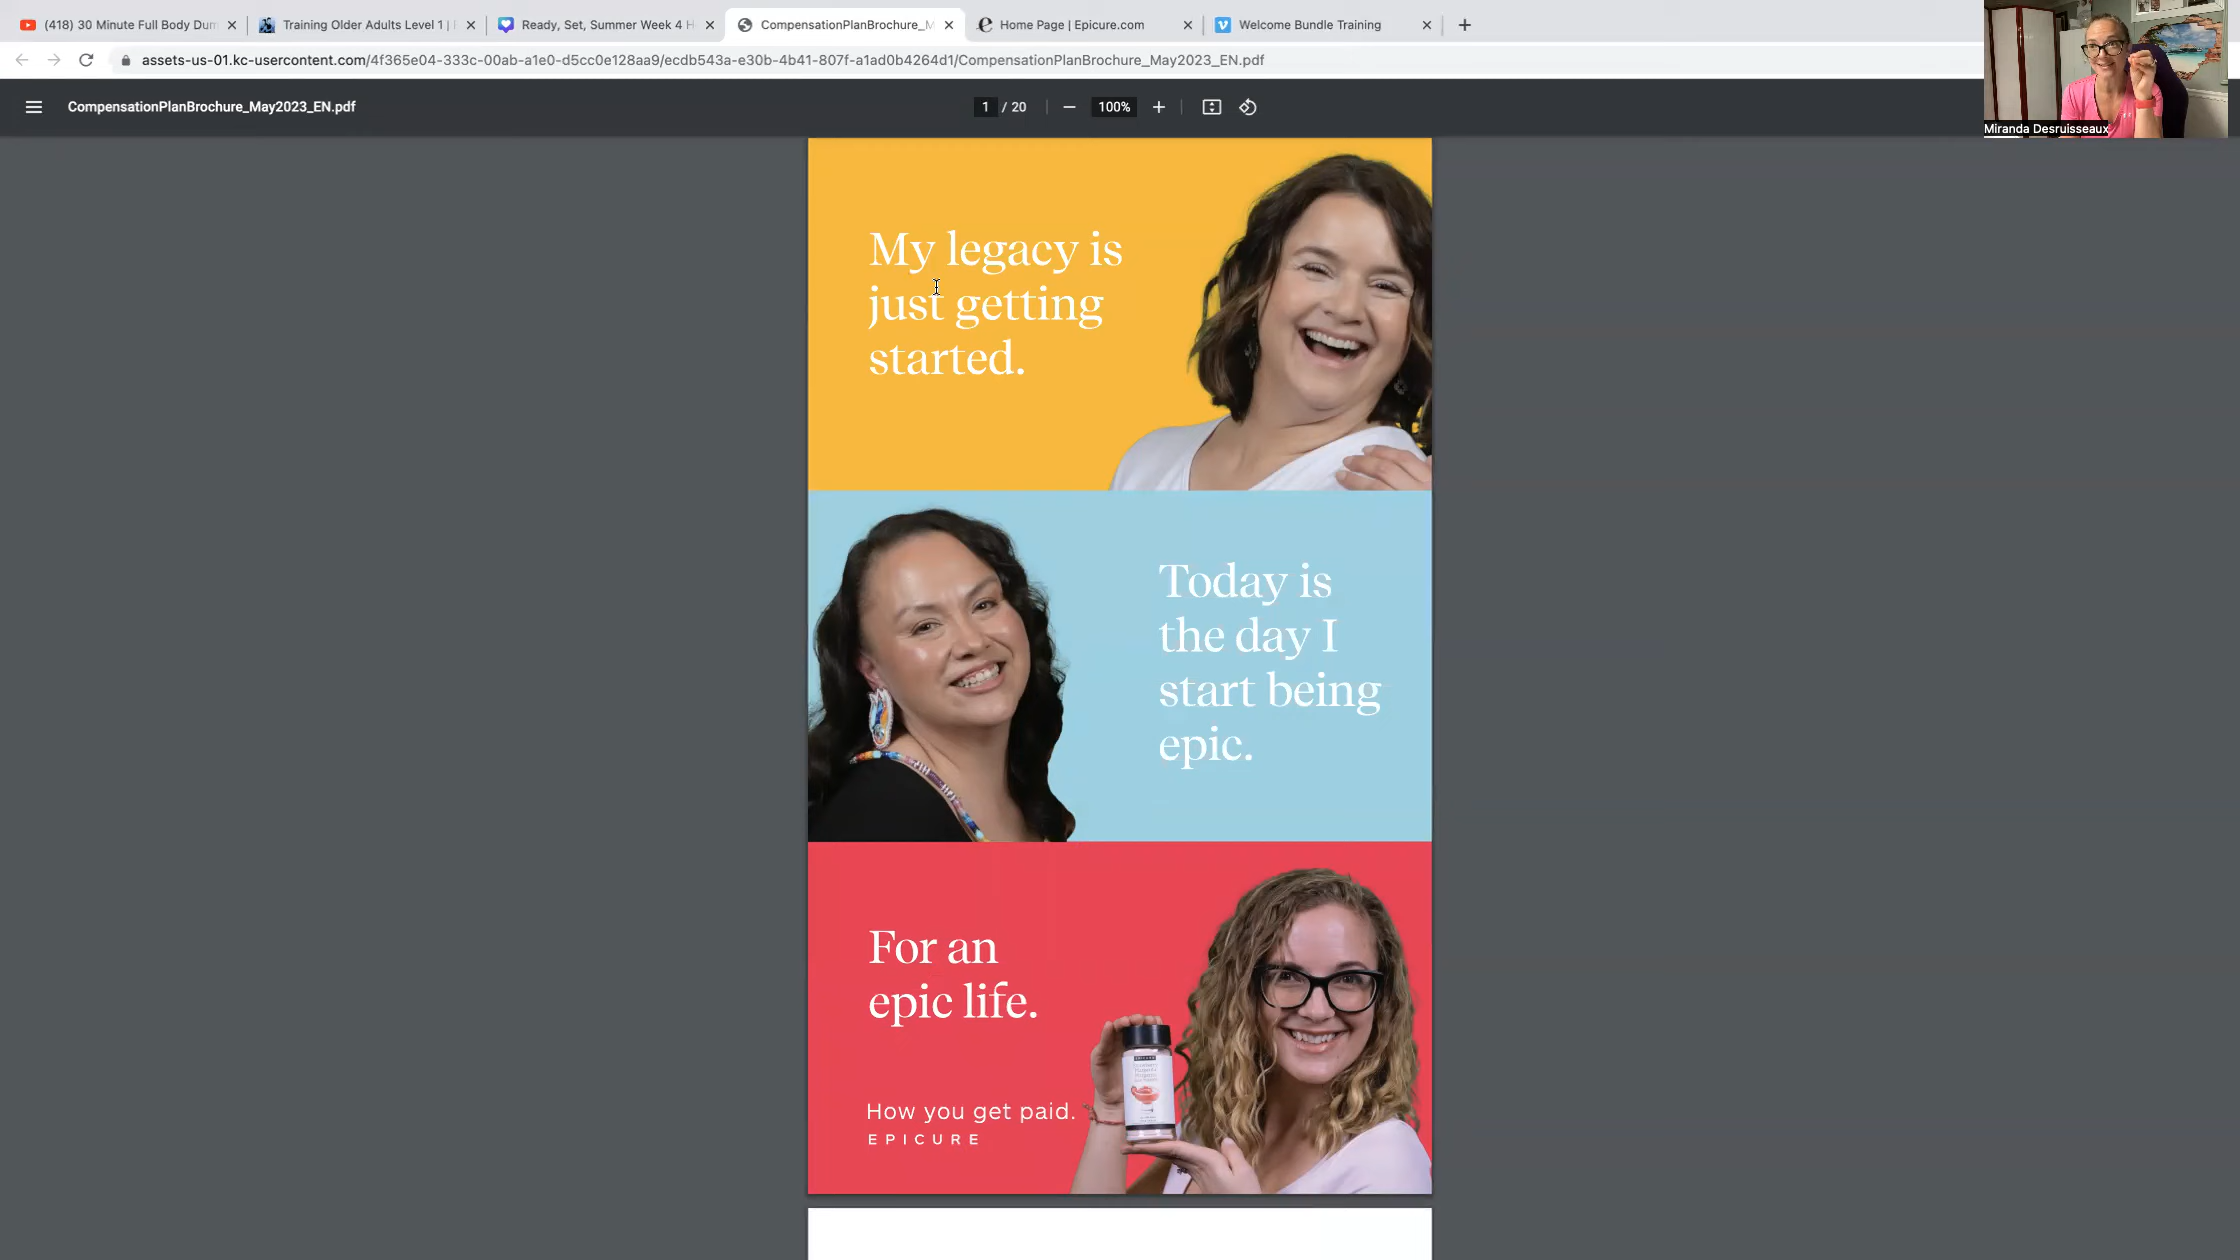 (418) 30 Minute Full Body Dum
Training Older Adults Level 1 |
Ready, Set, Summer Week 4 H
CompensationPlanBrochure_M
Home Page | Epicure.com
Welcome Bundle Training
assets-us-01.kc-usercontent.com/4f365e04-333c-00ab-a1e0-d5cc0e128aa9/ecdb543a-e30b-4b41-807f-a1ad0b4264d1/CompensationPlanBrochure_May2023_EN.pdf
CompensationPlanBrochure_May2023_EN.pdf
1 / 20
100%
Miranda Desruisseaux
My legacy is
just getting
started.
Today is
the day I
start being
epic.
For an
epic life.
How you get paid.
EPICURE